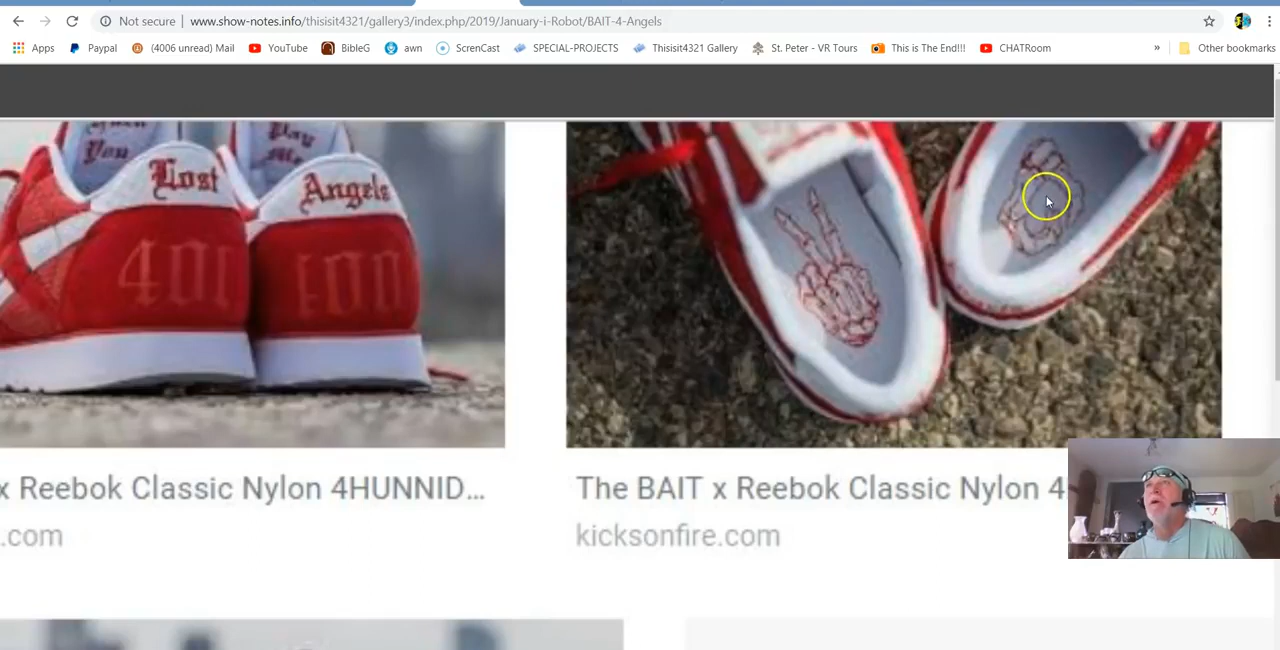 Not secure | www.show-notes.info/thisisit4321/gallery3/index.php/2019/January-i-Robot/BAIT-4-Angels
Apps Paypal (4006 unread) Mail YouTube BibleG awn ScrenCast SPECIAL-PROJECTS Thisisit4321 Gallery St. Peter - VR Tours This is The End!!! CHATRoom » Other bookmarks
You
Lost Angels
400
x Reebok Classic Nylon 4HUNNID... The BAIT x Reebok Classic Nylon 4
.com kicksonfire.com